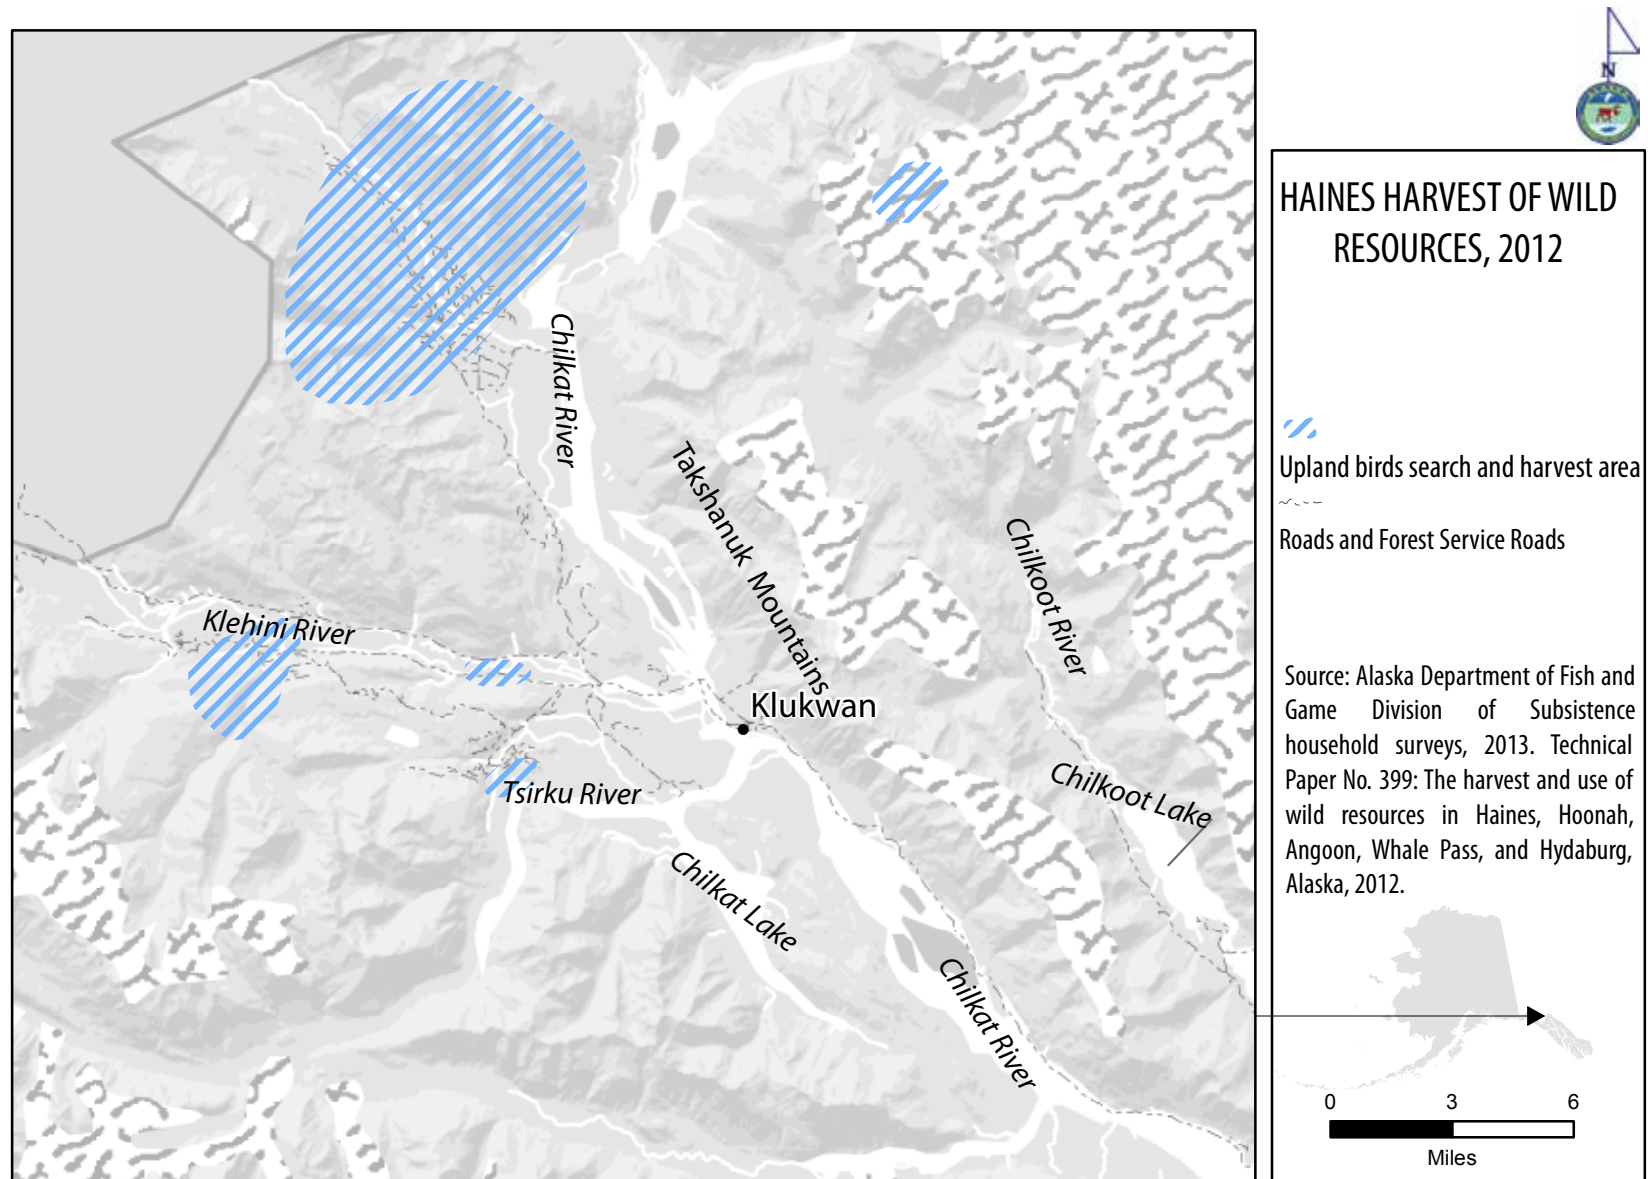 N
HAINES HARVEST OF WILD
RESOURCES, 2012
Upland birds search and harvest area
Roads and Forest Service Roads
Source: Alaska Department of Fish and
Game Division of Subsistence
household surveys, 2013. Technical
Paper No. 399: The harvest and use of
wild resources in Haines, Hoonah,
Angoon, Whale Pass, and Hydaburg,
Alaska, 2012.
0 3 6
Miles
Chilkat River
Takshanuk Mountains
Chilkoot River
Klehini River
Klukwan
Chilkoot Lake
Tsirku River
Chilkat Lake
Chilkat River